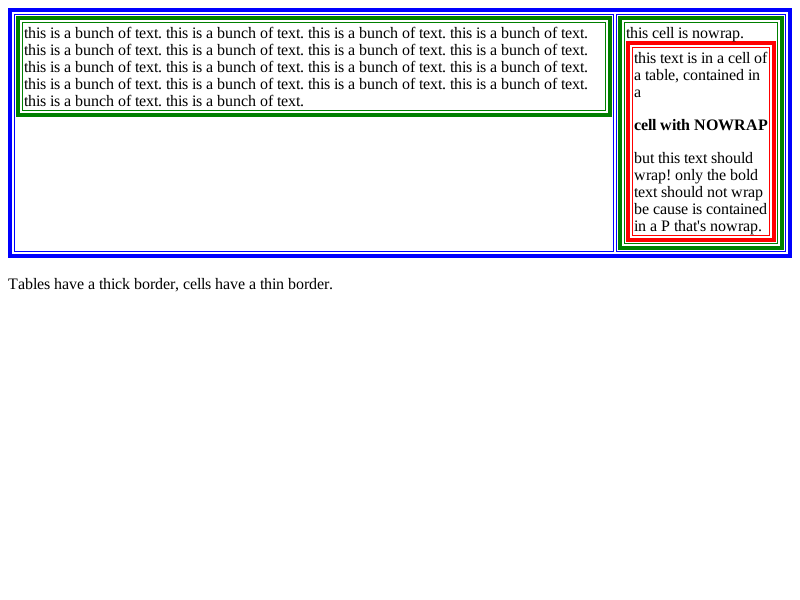 this is a bunch of text. this is a bunch of text. this is a bunch of text. this is a bunch of text.
this is a bunch of text. this is a bunch of text. this is a bunch of text. this is a bunch of text.
this is a bunch of text. this is a bunch of text. this is a bunch of text. this is a bunch of text.
this is a bunch of text. this is a bunch of text. this is a bunch of text. this is a bunch of text.
this is a bunch of text. this is a bunch of text.
this cell is nowrap.
this text is in a cell of
a table, contained in
a
cell with NOWRAP
but this text should
wrap! only the bold
text should not wrap
be cause is contained
in a P that's nowrap.
Tables have a thick border, cells have a thin border.